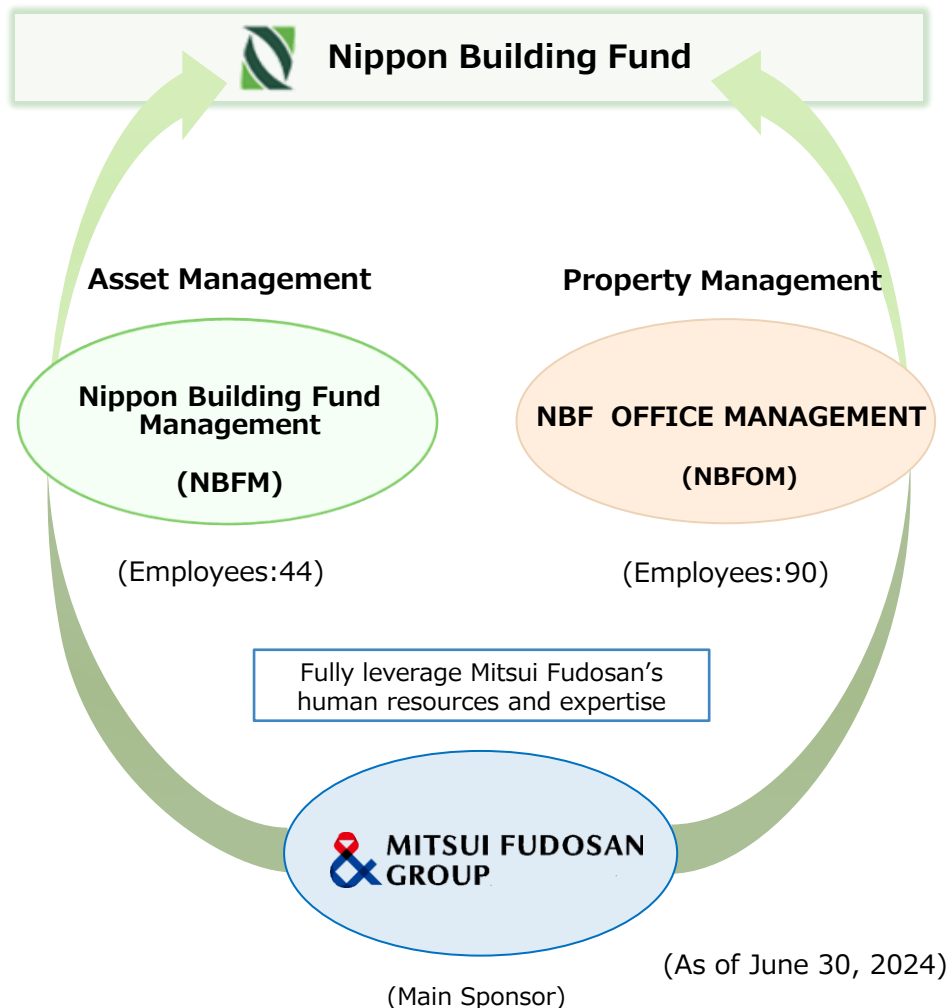 Nippon Building Fund
Asset Management
Nippon Building Fund
Management
(NBFM)
(Employees:44)
Property Management
NBF OFFICE MANAGEMENT
(NBFOM)
(Employees:90)
Fully leverage Mitsui Fudosan’s
human resources and expertise
& MITSUI FUDOSAN
GROUP
(Main Sponsor)
(As of June 30, 2024)